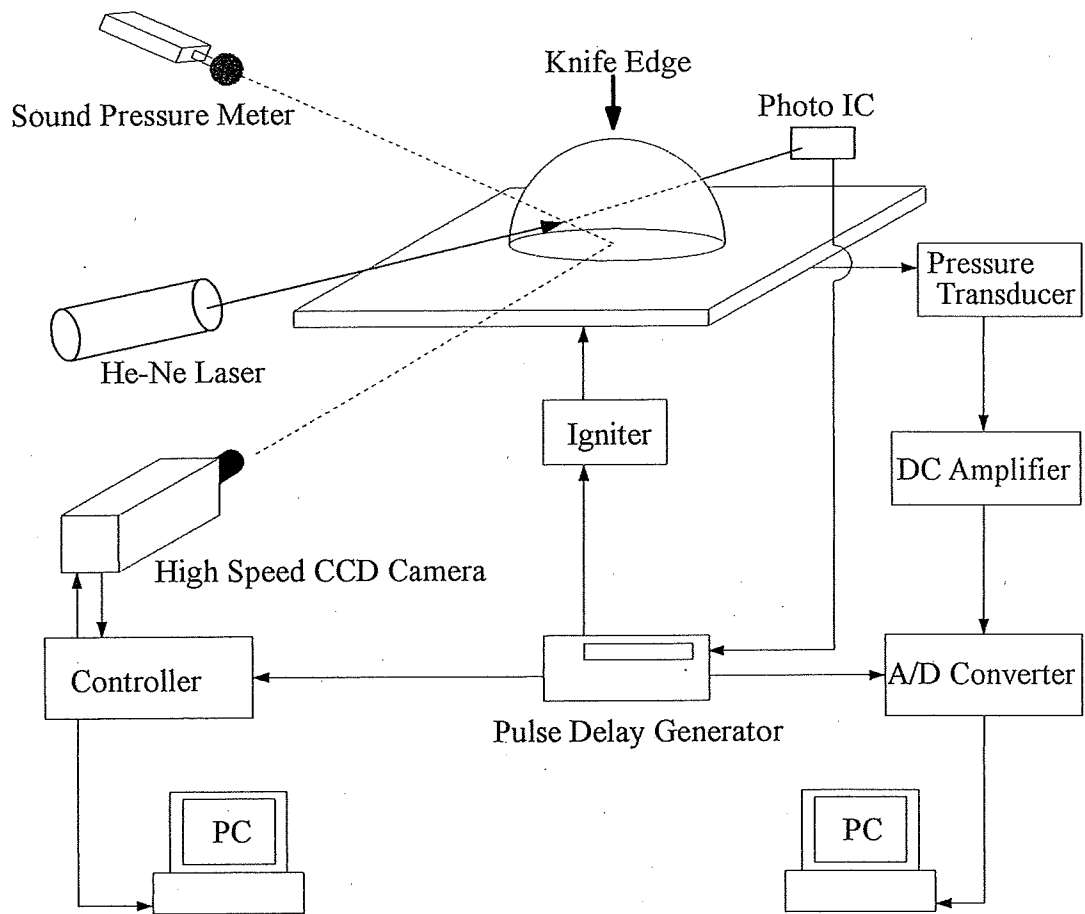 Knife Edge
Photo IC
Sound Pressure Meter
Pressure
Transducer
He-Ne Laser
Igniter
DC Amplifier
High Speed CCD Camera
Controller
A/D Converter
Pulse Delay Generator
PC
PC